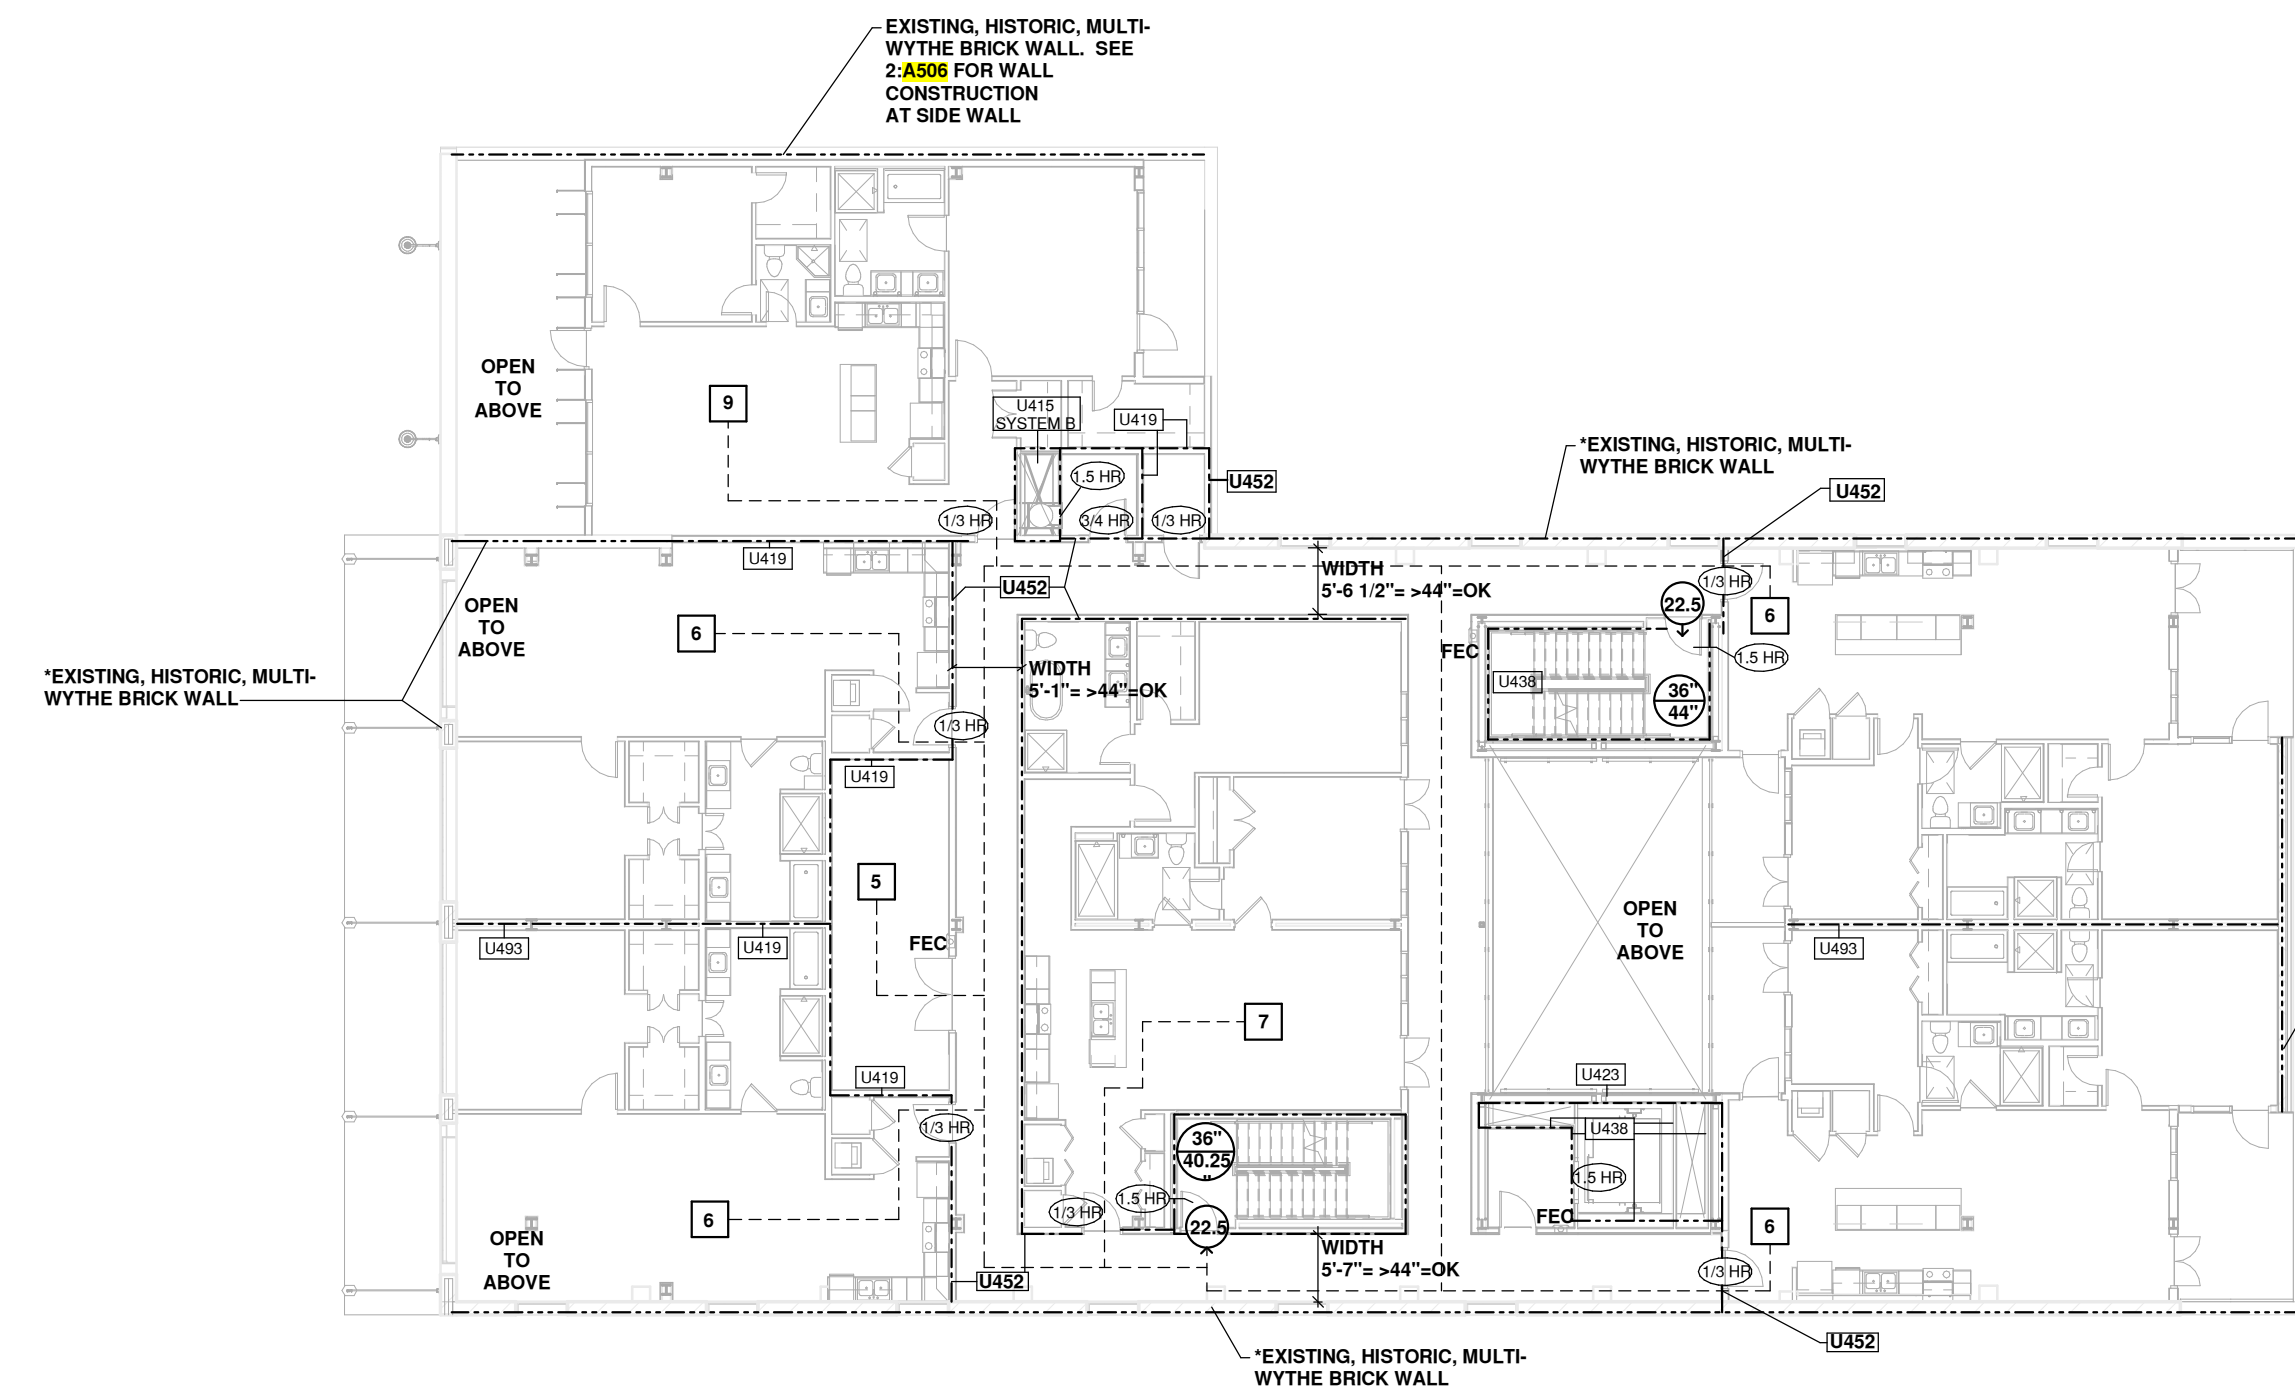 EXISTING, HISTORIC, MULTI-
WYTHE BRICK WALL.  SEE
2:A506 FOR WALL
CONSTRUCTION
AT SIDE WALL
OPEN
TO
ABOVE
9
U415
SYSTEM B
U419
1.5 HR
U452
1/3 HR
3/4 HR
1/3 HR
*EXISTING, HISTORIC, MULTI-
WYTHE BRICK WALL
U452
U419
OPEN
TO
ABOVE
6
U452
WIDTH
5'-6 1/2"= >44"=OK
1/3 HR
22.5
6
FEC
1.5 HR
U438
36"
44"
*EXISTING, HISTORIC, MULTI-
WYTHE BRICK WALL
WIDTH
5'-1"= >44"=OK
1/3 HR
U419
5
FEC
U493
U419
OPEN
TO
ABOVE
U493
7
U419
1/3 HR
U423
U438
1.5 HR
FEC
36"
40.25
"
1.5 HR
1/3 HR
22.5
6
OPEN
TO
ABOVE
U452
WIDTH
5'-7"= >44"=OK
6
1/3 HR
U452
*EXISTING, HISTORIC, MULTI-
WYTHE BRICK WALL